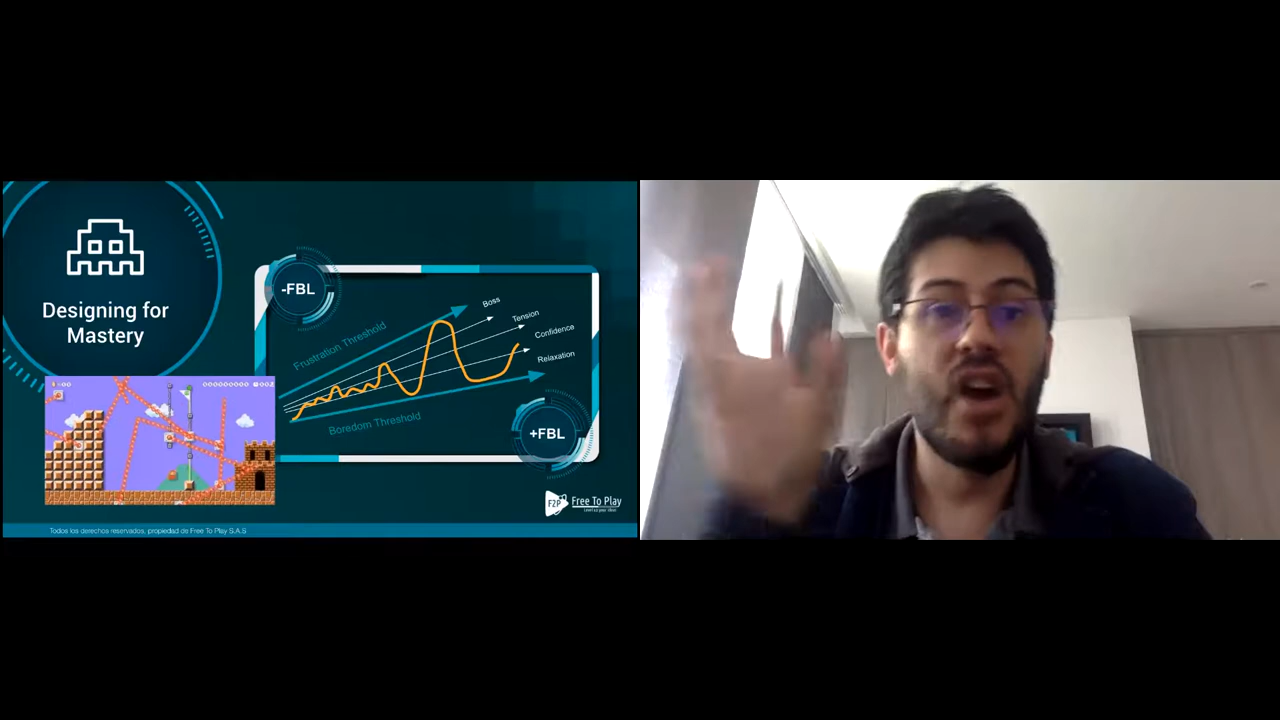 Designing for
Mastery
-FBL
Frustration Threshold
Boss
Tension
Confidence
Relaxation
Boredom Threshold
+FBL
F2P
Free To Play
Todos los derechos reservados, propiedad de Free To Play S.A.S